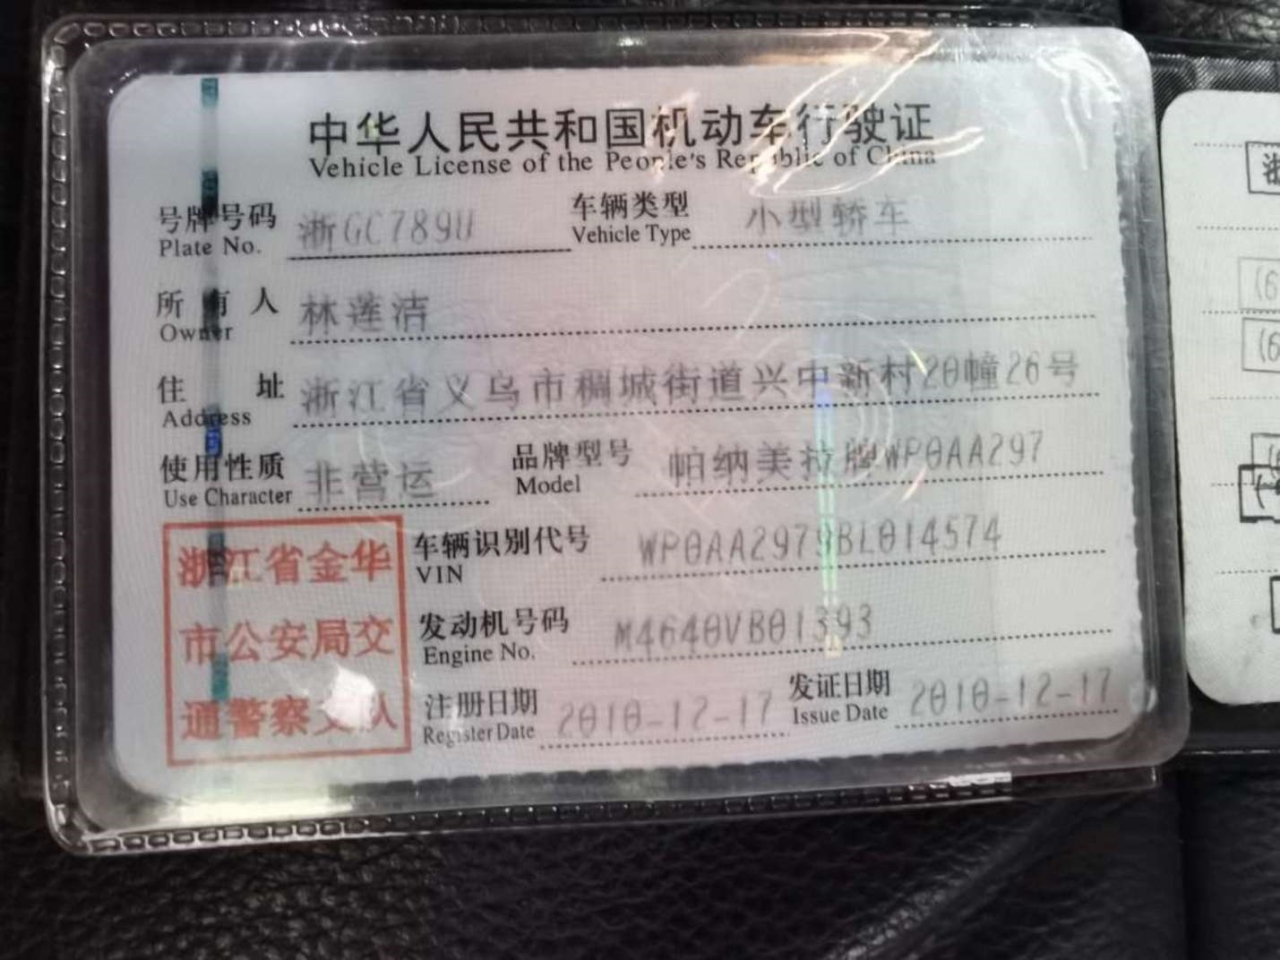 中华人民共和国机动车行驶证
Vehicle License of the People's Republic of China
号牌号码 浙GC789U 车辆类型 小型轿车
Plate No. Vehicle Type
所有人 林莲洁
Owner
住址 浙江省义乌市稠城街道兴中新村20幢26号
Address
使用性质 非营运 品牌型号 帕纳美拉牌WP0AA297
Use Character Model
浙江省金华
市公安局交
通警察支队
车辆识别代号 WP0AA2979BL014574
VIN
发动机号码 M4640VB01393
Engine No.
注册日期 2010-12-17 发证日期 2010-12-17
Register Date Issue Date
浙
(6
(6